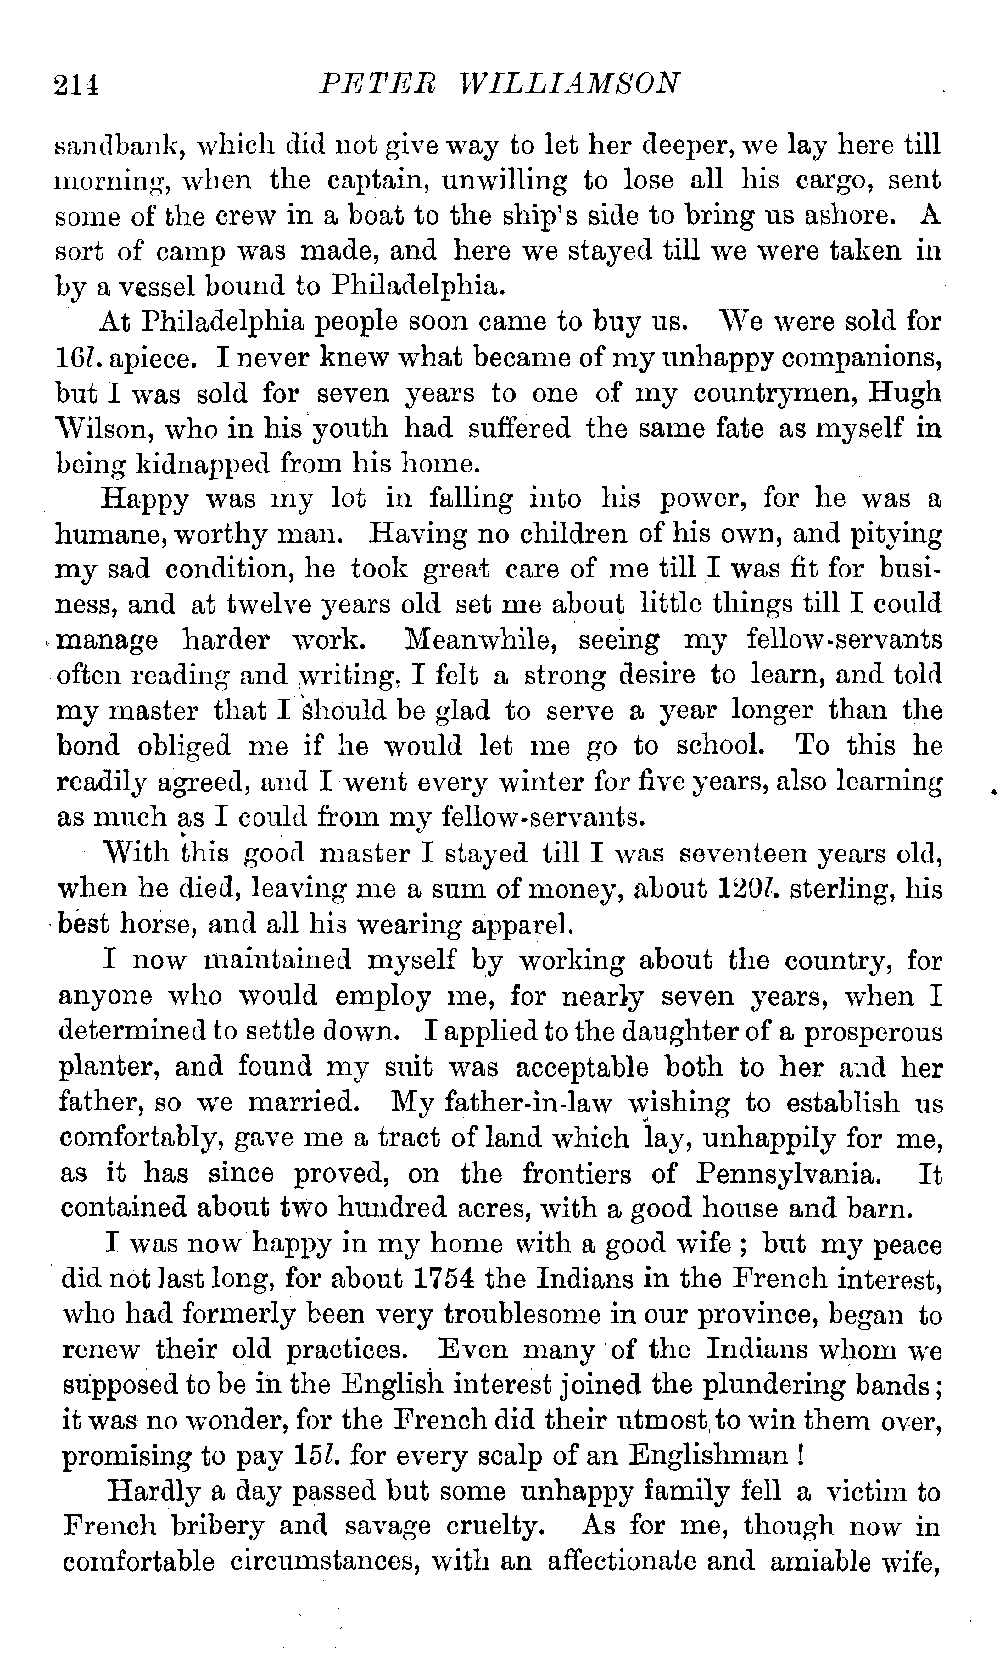 214 PETER WILLIAMSON
sandbank, which did not give way to let her deeper, we lay here till
morning, when the captain, unwilling to lose all his cargo, sent
some of the crew in a boat to the ship's side to bring us ashore. A
sort of camp was made, and here we stayed till we were taken in
by a vessel bound to Philadelphia.
At Philadelphia people soon came to buy us. We were sold for
16l. apiece. I never knew what became of my unhappy companions,
but I was sold for seven years to one of my countrymen, Hugh
Wilson, who in his youth had suffered the same fate as myself in
being kidnapped from his home.
Happy was my lot in falling into his power, for he was a
humane, worthy man. Having no children of his own, and pitying
my sad condition, he took great care of me till I was fit for busi-
ness, and at twelve years old set me about little things till I could
manage harder work. Meanwhile, seeing my fellow-servants
often reading and writing, I felt a strong desire to learn, and told
my master that I should be glad to serve a year longer than the
bond obliged me if he would let me go to school. To this he
readily agreed, and I went every winter for five years, also learning
as much as I could from my fellow-servants.
With this good master I stayed till I was seventeen years old,
when he died, leaving me a sum of money, about 120l. sterling, his
best horse, and all his wearing apparel.
I now maintained myself by working about the country, for
anyone who would employ me, for nearly seven years, when I
determined to settle down. I applied to the daughter of a prosperous
planter, and found my suit was acceptable both to her and her
father, so we married. My father-in-law wishing to establish us
comfortably, gave me a tract of land which lay, unhappily for me,
as it has since proved, on the frontiers of Pennsylvania. It
contained about two hundred acres, with a good house and barn.
I was now happy in my home with a good wife ; but my peace
did not last long, for about 1754 the Indians in the French interest,
who had formerly been very troublesome in our province, began to
renew their old practices. Even many of the Indians whom we
supposed to be in the English interest joined the plundering bands ;
it was no wonder, for the French did their utmost to win them over,
promising to pay 15l. for every scalp of an Englishman !
Hardly a day passed but some unhappy family fell a victim to
French bribery and savage cruelty. As for me, though now in
comfortable circumstances, with an affectionate and amiable wife,